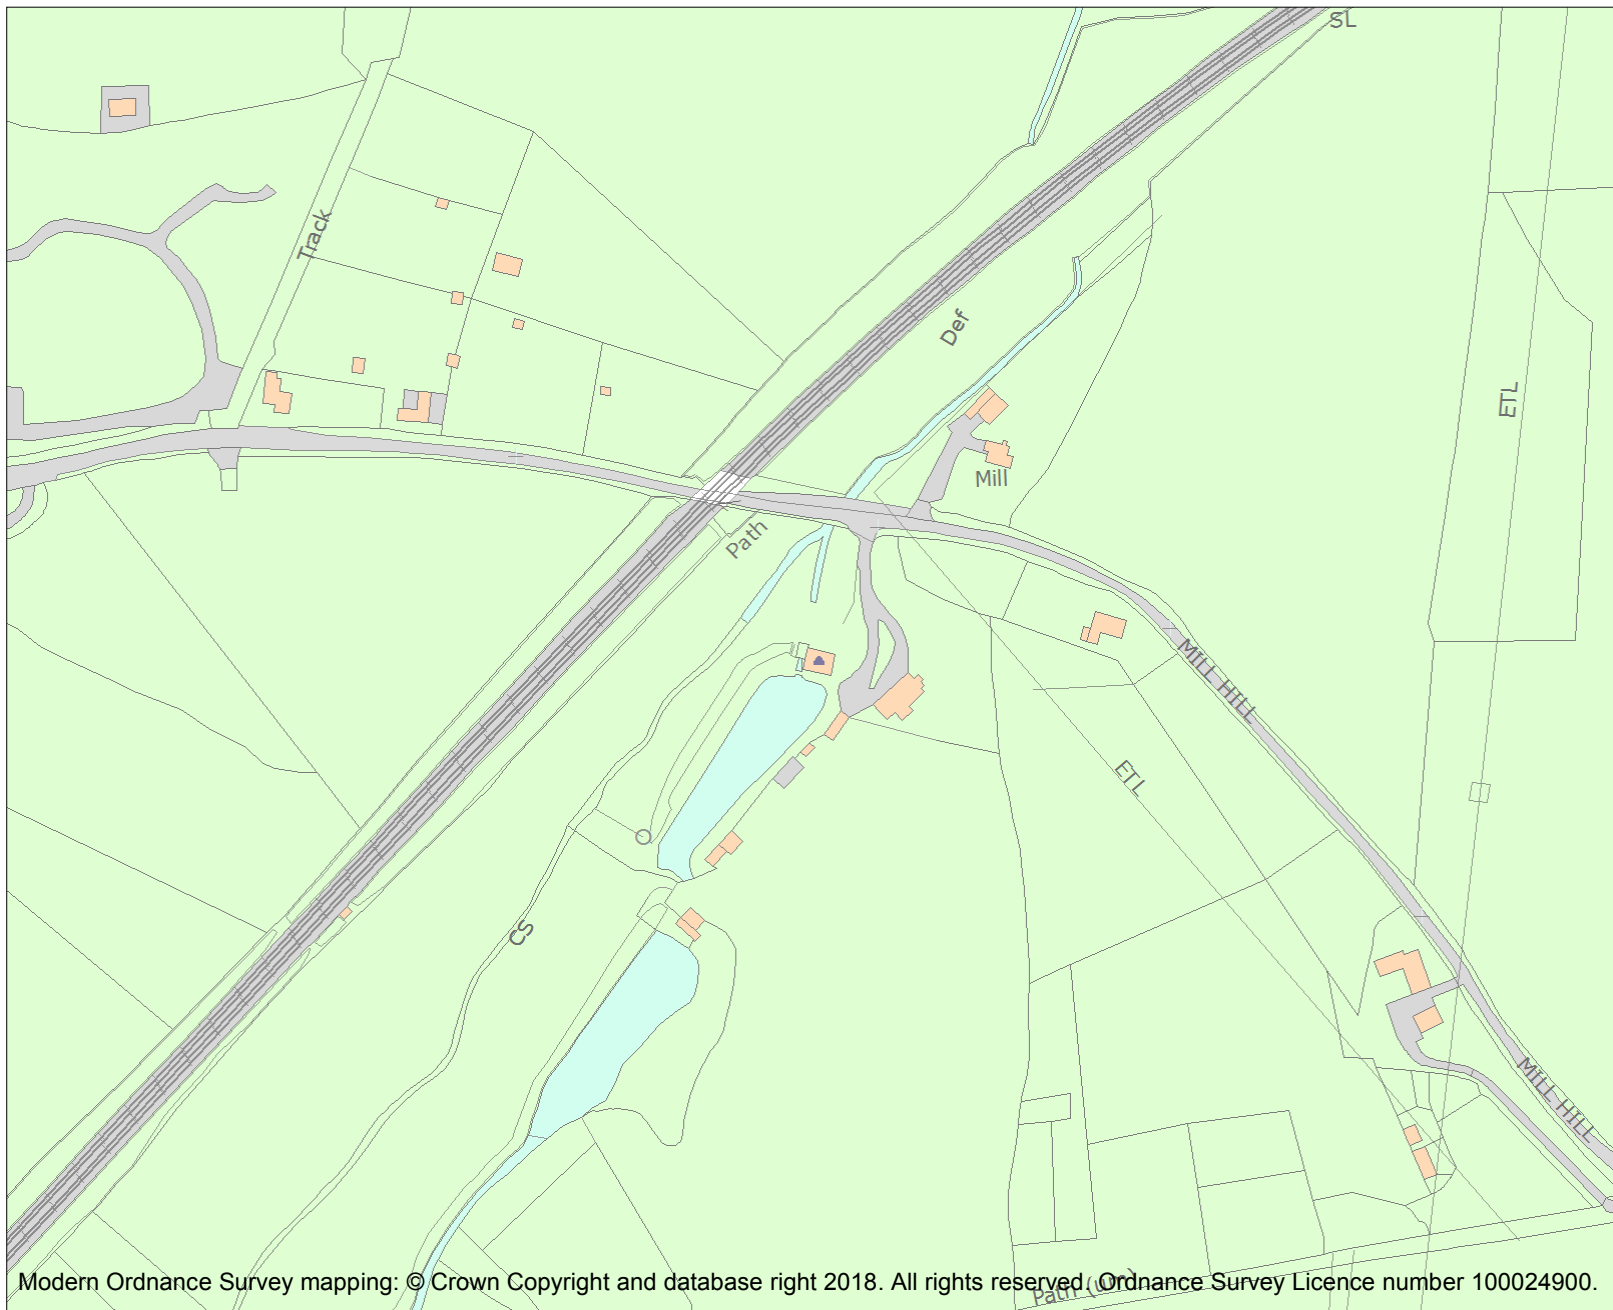 SL
Track
Def
ETL
Mill
Path
MILL HILL
ETL
CS
MILL HILL
Path (um)
Modern Ordnance Survey mapping: © Crown Copyright and database right 2018. All rights reserved. Ordnance Survey Licence number 100024900.